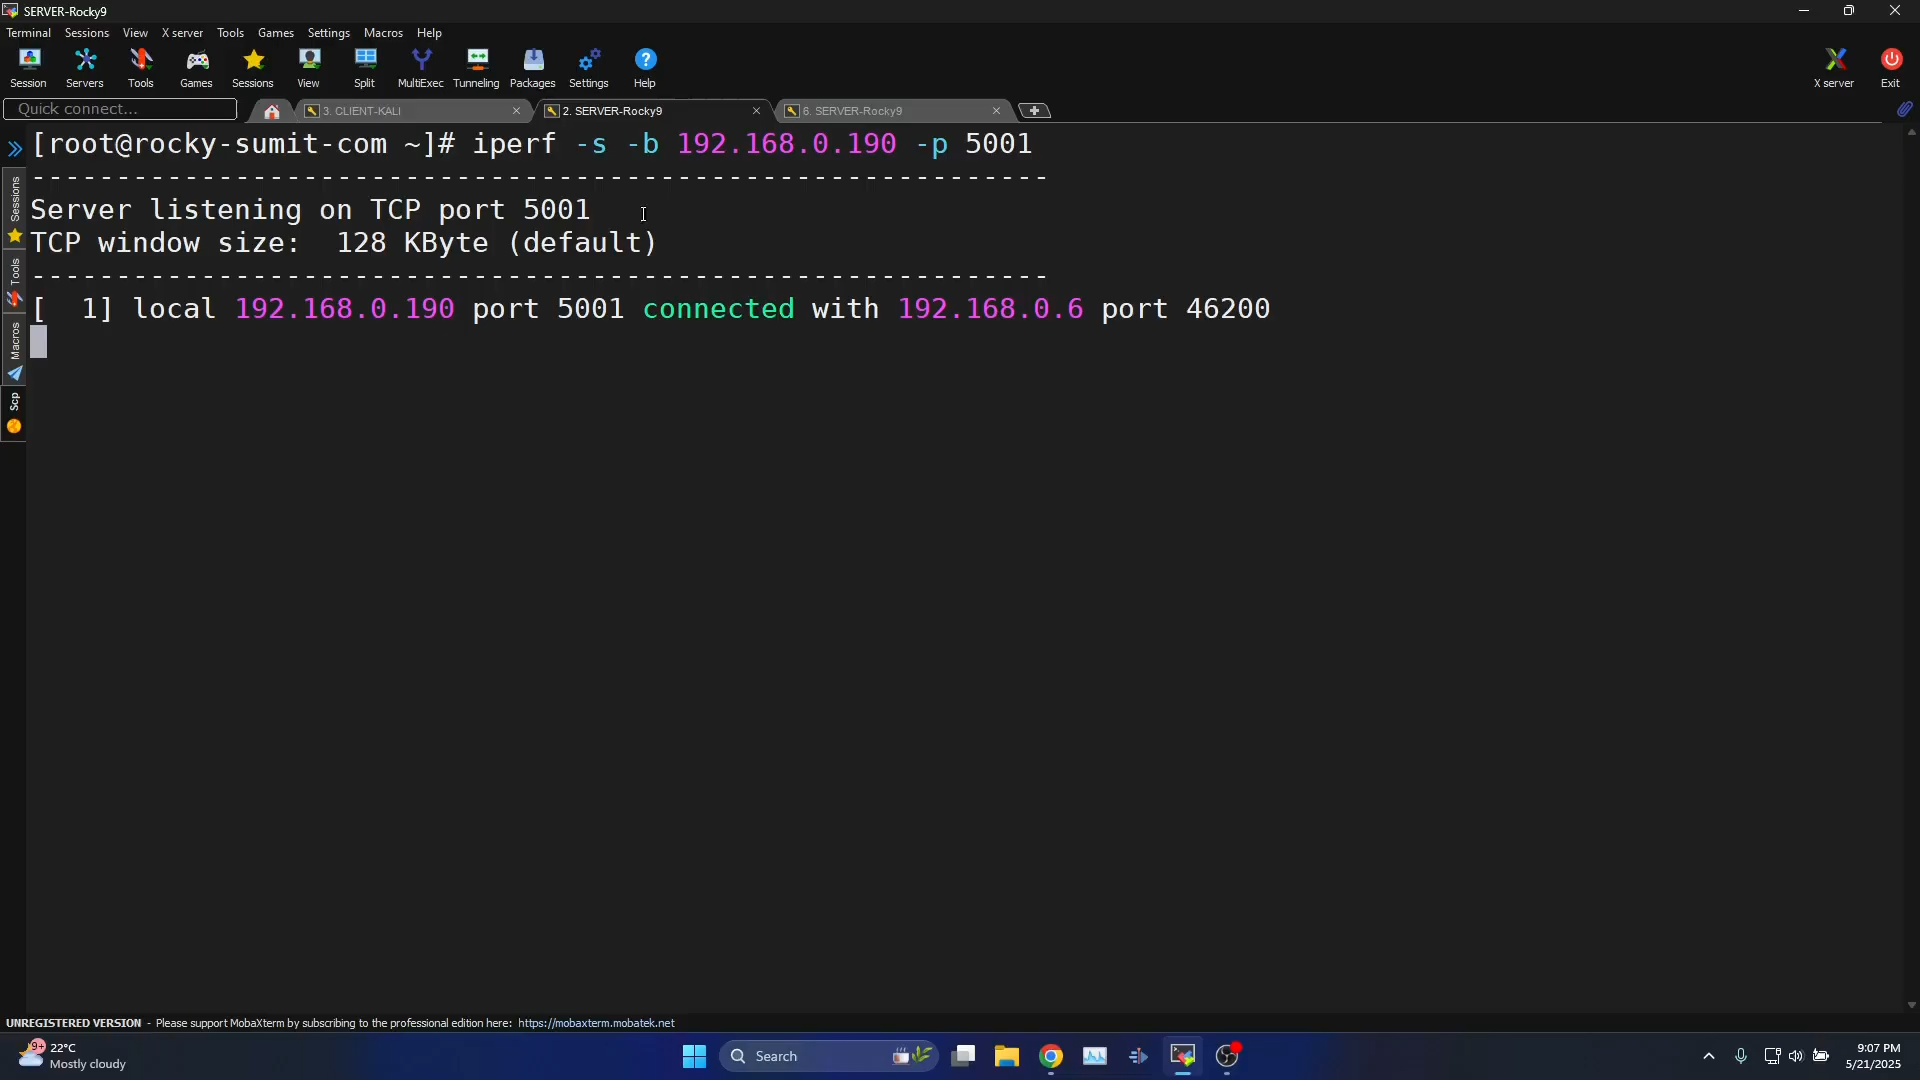 SERVER-Rocky9
Terminal Sessions View X server Tools Games Settings Macros Help
Session Servers Tools Games Sessions View Split MultiExec Tunneling Packages Settings Help X server Exit
Quick connect... 3. CLIENT-KALI 2. SERVER-Rocky9 6. SERVER-Rocky9
[root@rocky-sumit-com ~]# iperf -s -b 192.168.0.190 -p 5001
------------------------------------------------------------
Server listening on TCP port 5001
TCP window size:  128 KByte (default)
------------------------------------------------------------
[  1] local 192.168.0.190 port 5001 connected with 192.168.0.6 port 46200
Sessions
Tools
Macros
Scp
UNREGISTERED VERSION - Please support MobaXterm by subscribing to the professional edition here: https://mobaxterm.mobatek.net
9+ 22°C
Mostly cloudy
Search
9:07 PM
5/21/2025